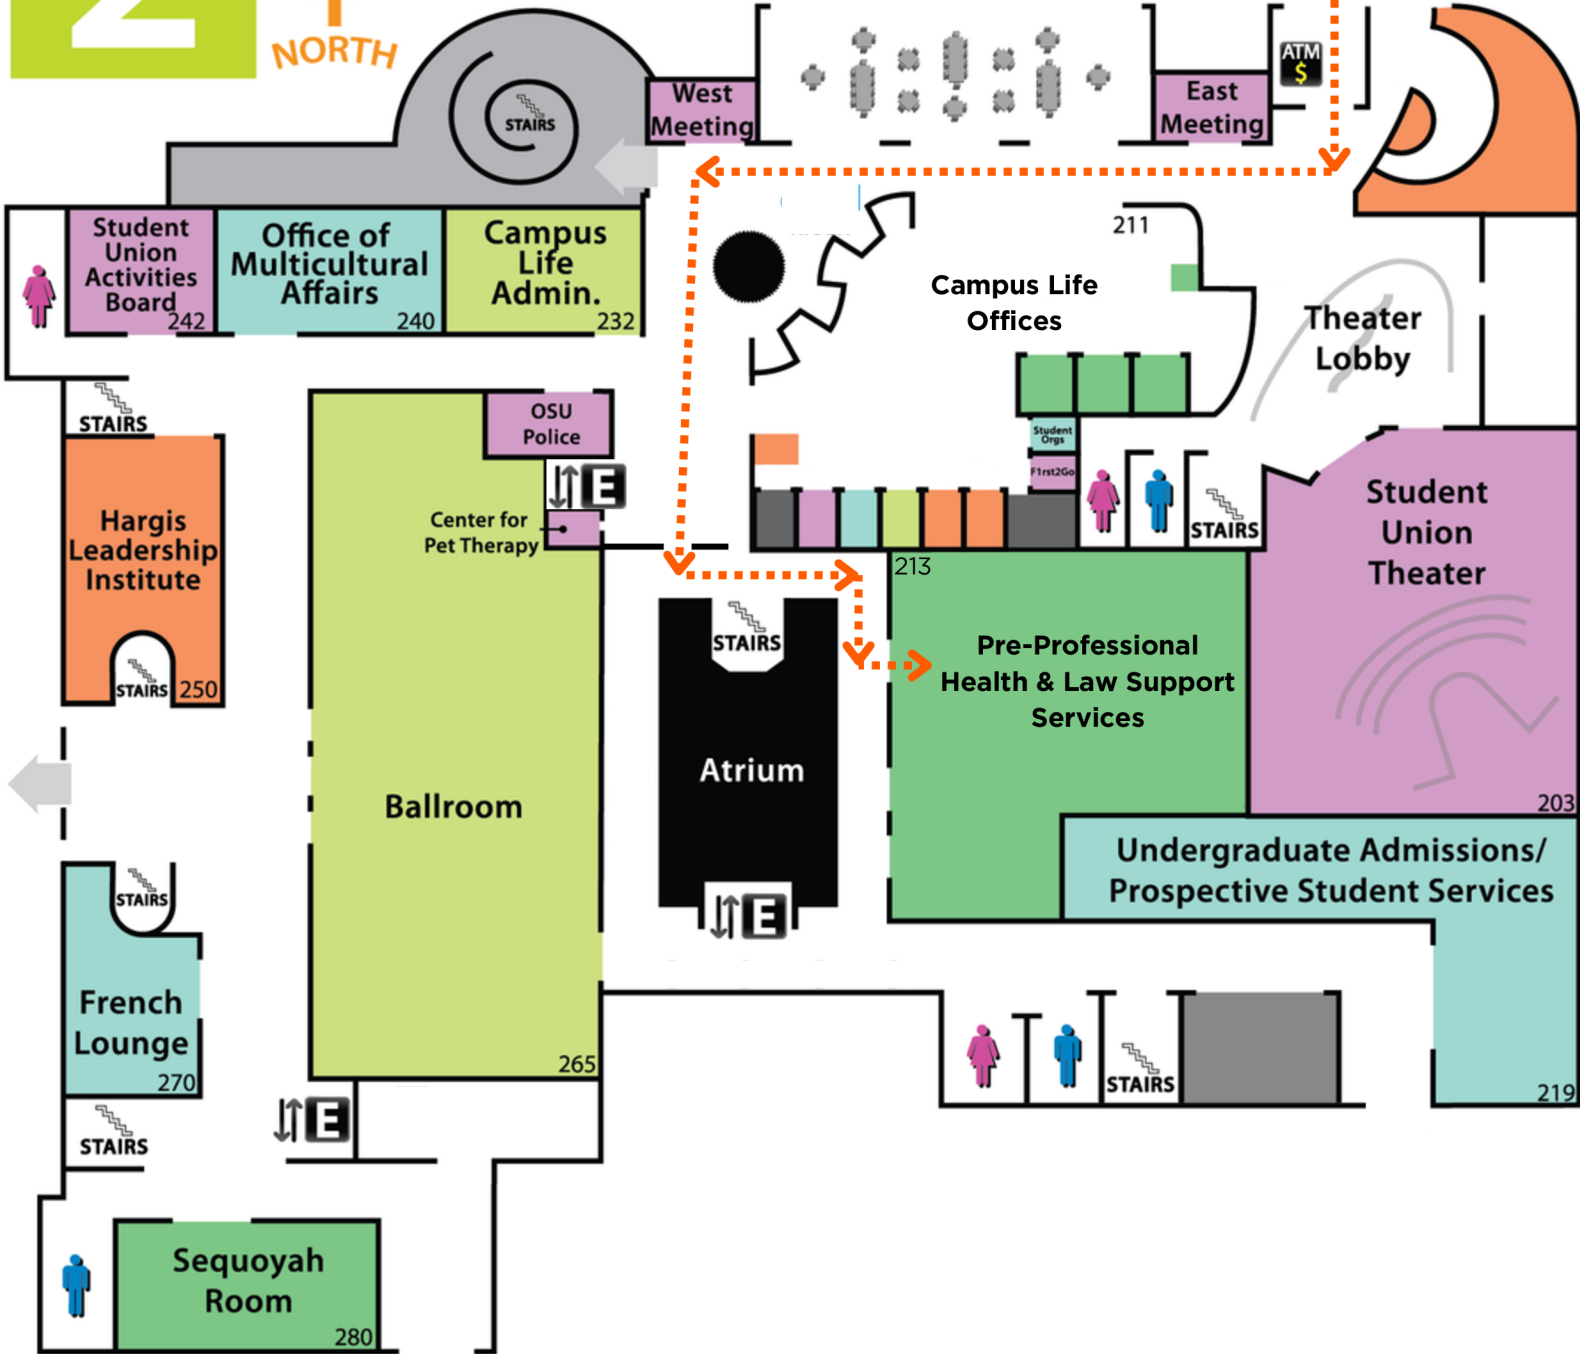 2
NORTH
West
Meeting
East
Meeting
ATM
$
STAIRS
Student
Union
Activities
Board
242
Office of
Multicultural
Affairs
240
Campus
Life
Admin.
232
211
Campus Life
Offices
Theater
Lobby
STAIRS
OSU
Police
E
Center for
Pet Therapy
Student
Orgs
F1rst2Go
STAIRS
Hargis
Leadership
Institute
STAIRS
250
Student
Union
Theater
203
213
Pre-Professional
Health & Law Support
Services
STAIRS
Atrium
E
Ballroom
265
Undergraduate Admissions/
Prospective Student Services
219
STAIRS
French
Lounge
270
STAIRS
E
STAIRS
Sequoyah
Room
280